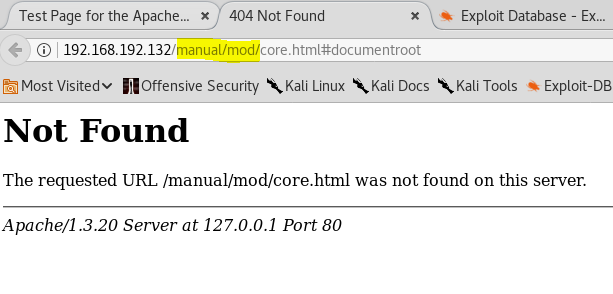 Test Page for the Apache... × 404 Not Found × Exploit Database - Ex...
192.168.192.132/manual/mod/core.html#documentroot
Most Visited Offensive Security Kali Linux Kali Docs Kali Tools Exploit-DB
Not Found
The requested URL /manual/mod/core.html was not found on this server.
Apache/1.3.20 Server at 127.0.0.1 Port 80